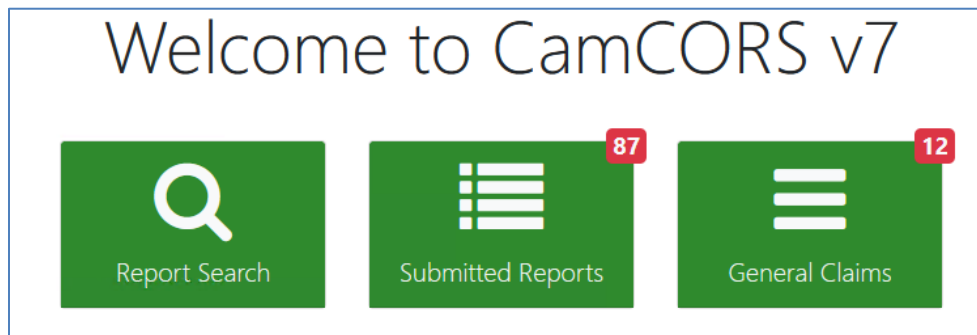 Welcome to CamCORS v7
87
12
Report Search
Submitted Reports
General Claims